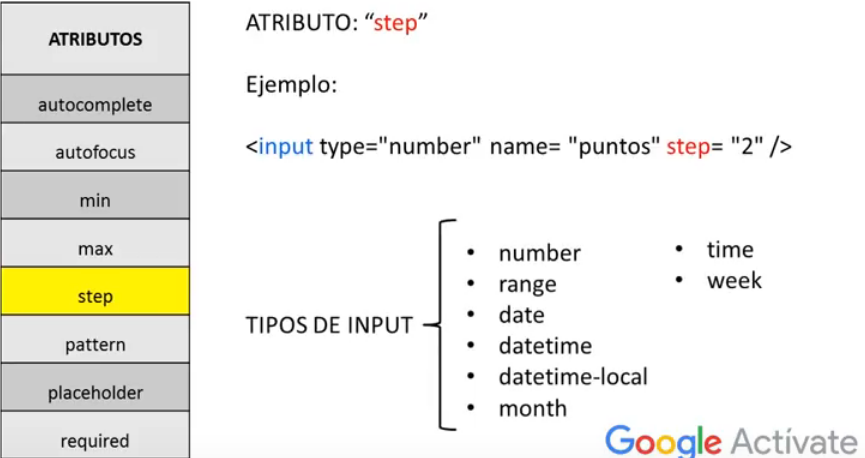 ATRIBUTOS
autocomplete
autofocus
min
max
step
pattern
placeholder
required
ATRIBUTO: “step”
Ejemplo:
<input type="number" name= "puntos" step= "2" />
TIPOS DE INPUT
• number
• range
• date
• datetime
• datetime-local
• month
• time
• week
Google Actívate